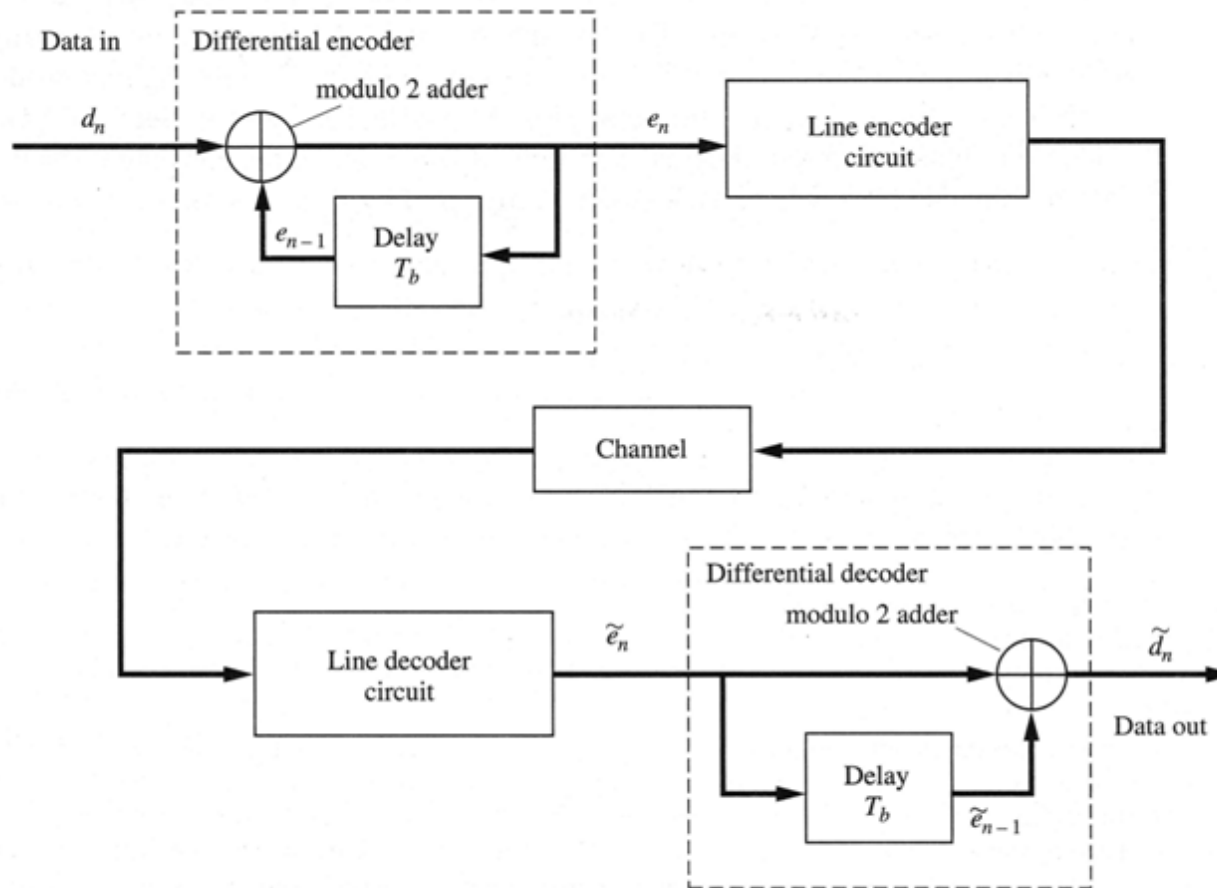 Data in
Differential encoder
modulo 2 adder
d_n
e_n
Line encoder
circuit
e_{n-1}
Delay
T_b
Channel
Differential decoder
modulo 2 adder
Line decoder
circuit
ẽ_n
d̃_n
Data out
Delay
T_b
ẽ_{n-1}